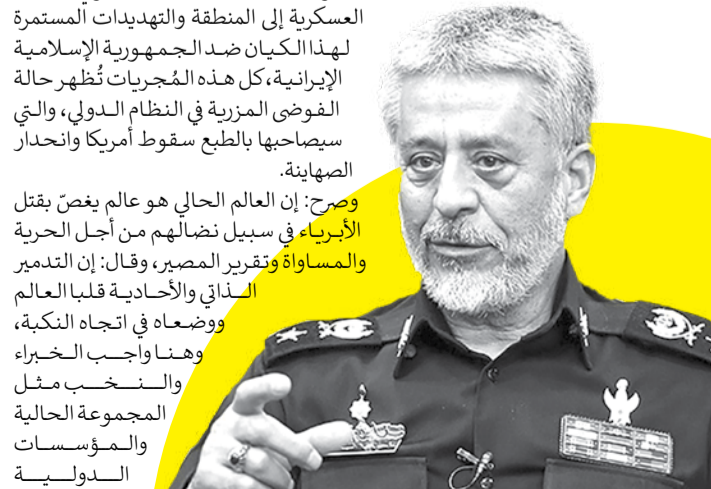 العسكرية إلى المنطقة والتهديدات المستمرة
لهذا الكيان ضد الجمهورية الإسلامية
الإيرانية،كل هذه المُجريات تُظهر حالة
الفوضى المزرية في النظام الدولي، والتي
سيصاحبها بالطبع سقوط أمريكا وانحدار
الصهاينة.
وصرح: إن العالم الحالي هو عالم يغصّ بقتل
الأبرياء في سبيل نضالهم من أجل الحرية
والمساواة وتقرير المصير، وقال: إن التدمير
الذاتي والأحادية قلبا العالم
ووضعاه في اتجاه النكبة،
وهنا واجب الخبراء
والنخب مثل
المجموعة الحالية
والمؤسسات
الدولية